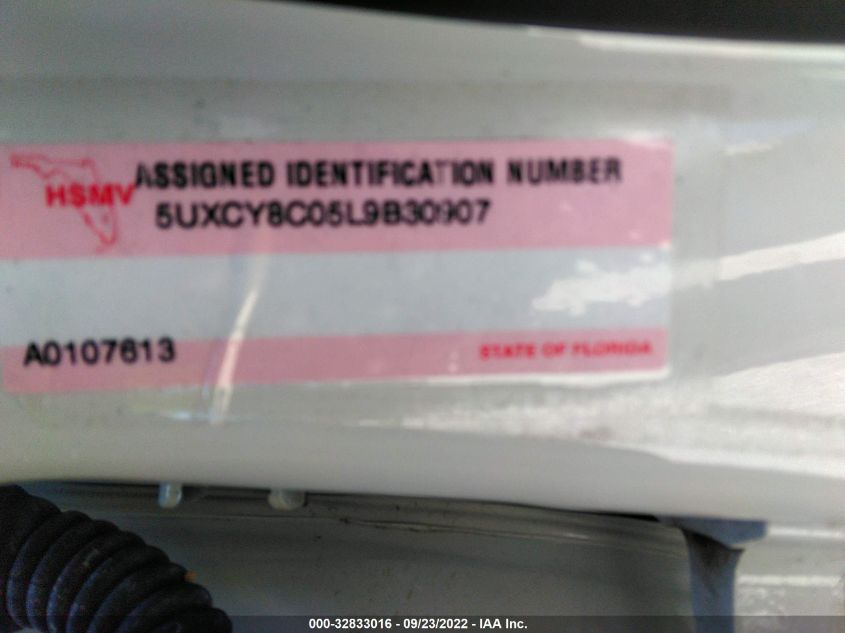 ASSIGNED IDENTIFICATION NUMBER
HSMV
5UXCY8C05L9B30907
A0107613
STATE OF FLORIDA
000-32833016 - 09/23/2022 - IAA Inc.